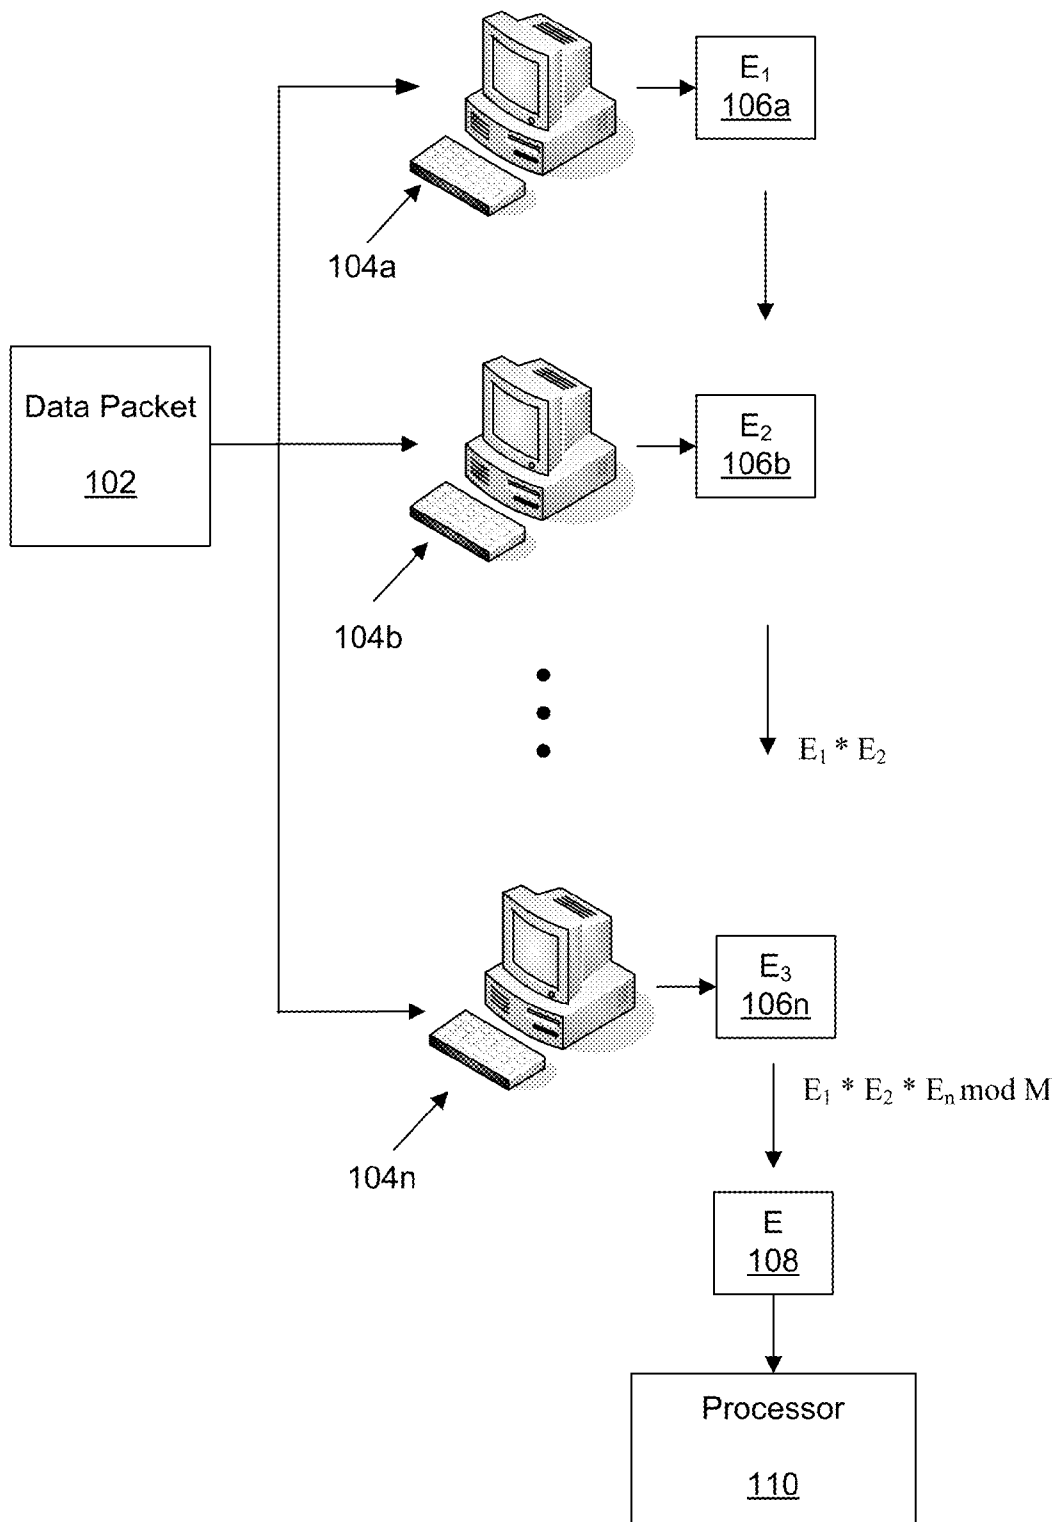 E₁
106a
104a
Data Packet
102
E₂
106b
104b
E₁ * E₂
E₃
106n
E₁ * E₂ * Eₙ mod M
104n
E
108
Processor
110